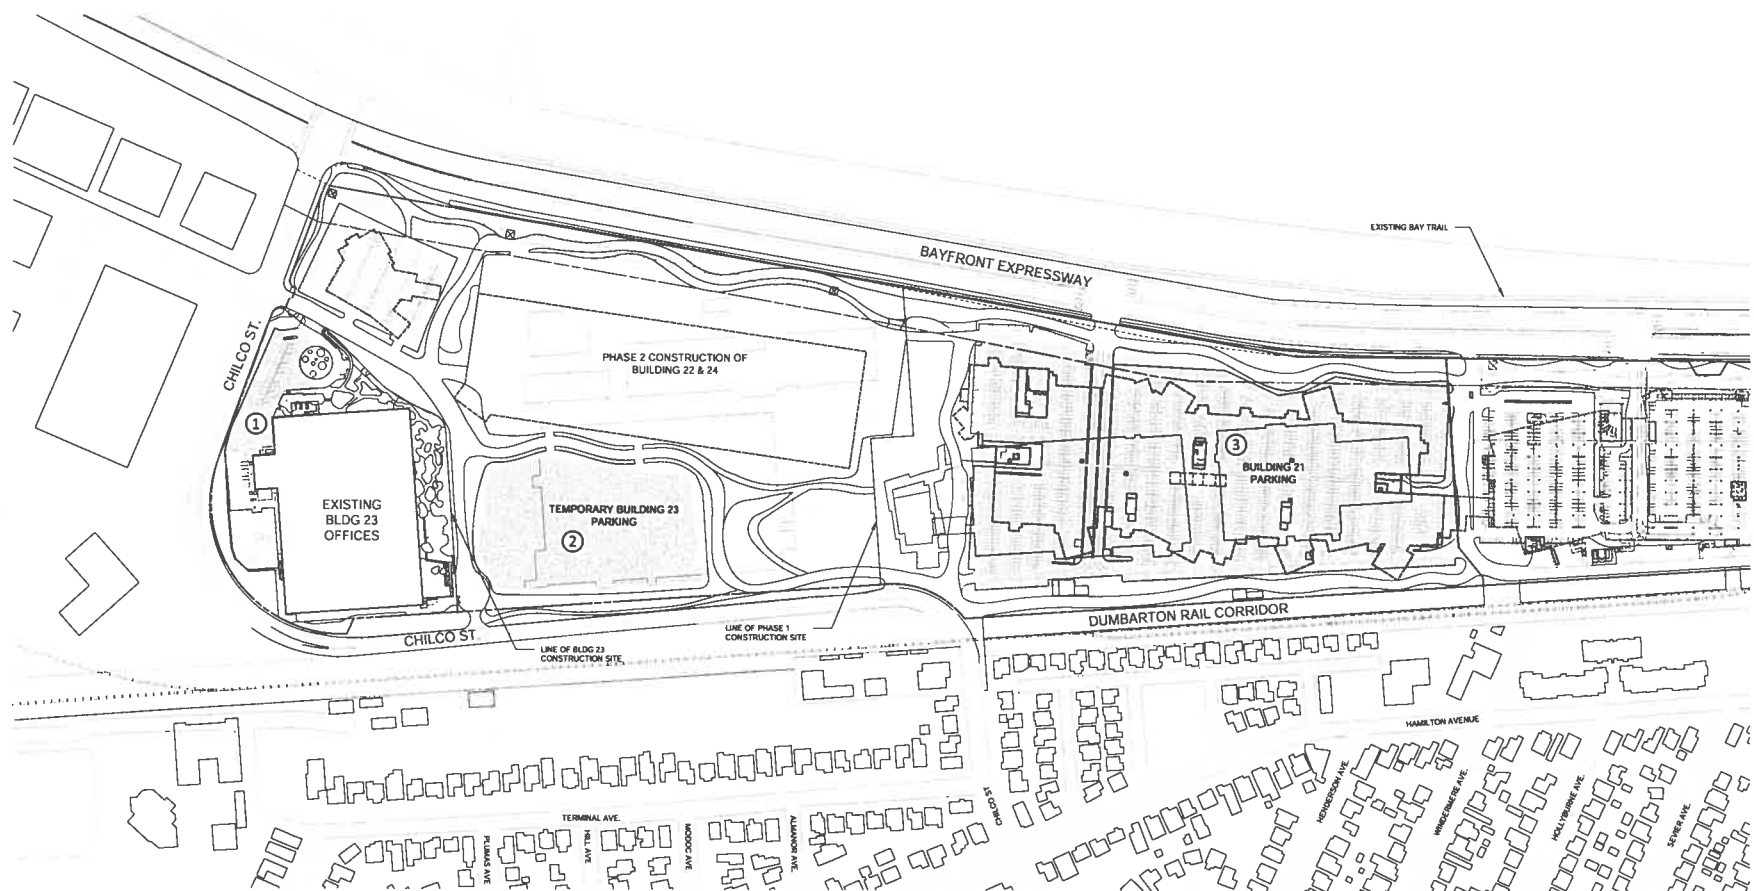 EXISTING BAY TRAIL
BAYFRONT EXPRESSWAY
CHILCO ST.
PHASE 2 CONSTRUCTION OF
BUILDING 22 & 24
1
3
BUILDING 21
PARKING
EXISTING
BLDG 23
OFFICES
TEMPORARY BUILDING 23
PARKING
2
DUMBARTON RAIL CORRIDOR
CHILCO ST.
LINE OF PHASE 1
CONSTRUCTION SITE
LINE OF BLDG 23
CONSTRUCTION SITE
HAMILTON AVENUE
HENDERSON AVE.
WINDERMERE AVE.
HOLLYBURNE AVE.
SEVIER AVE.
CHILCO ST
TERMINAL AVE.
PLUMAS AVE
HILL AVE
MODOC AVE
ALMANOR AVE.